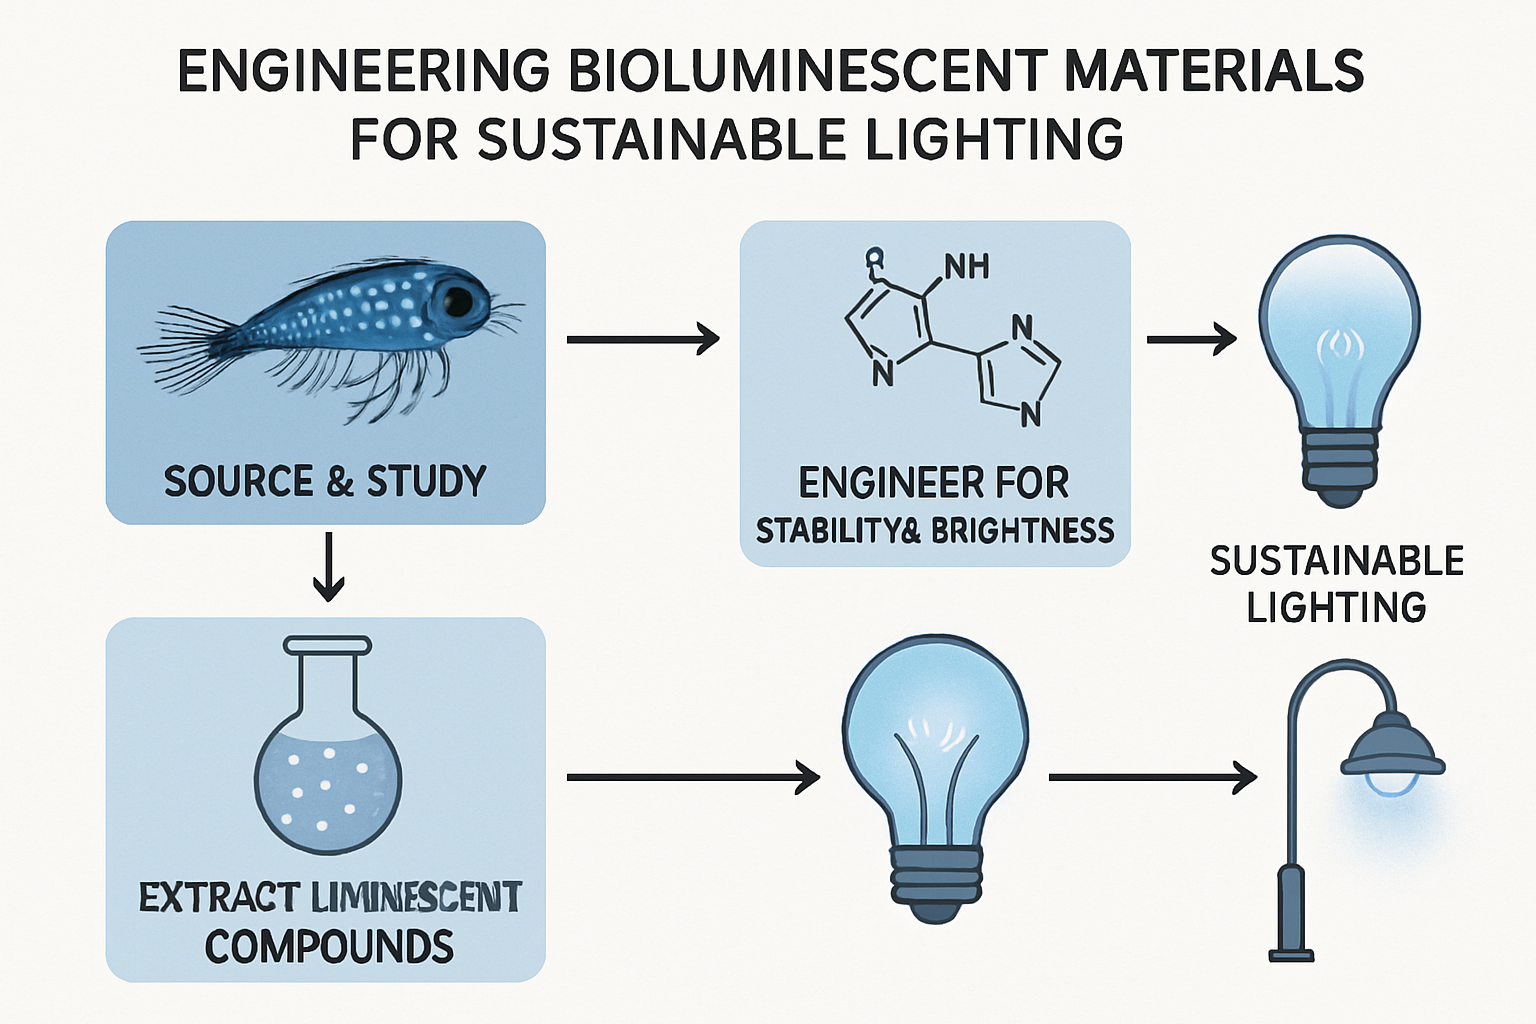 ENGINEERING BIOLUMINESCENT MATERIALS
FOR SUSTAINABLE LIGHTING
SOURCE & STUDY
NH
N
N
N
ENGINEER FOR
STABILITY& BRIGHTNESS
SUSTAINABLE
LIGHTING
EXTRACT LIMINESCENT
COMPOUNDS